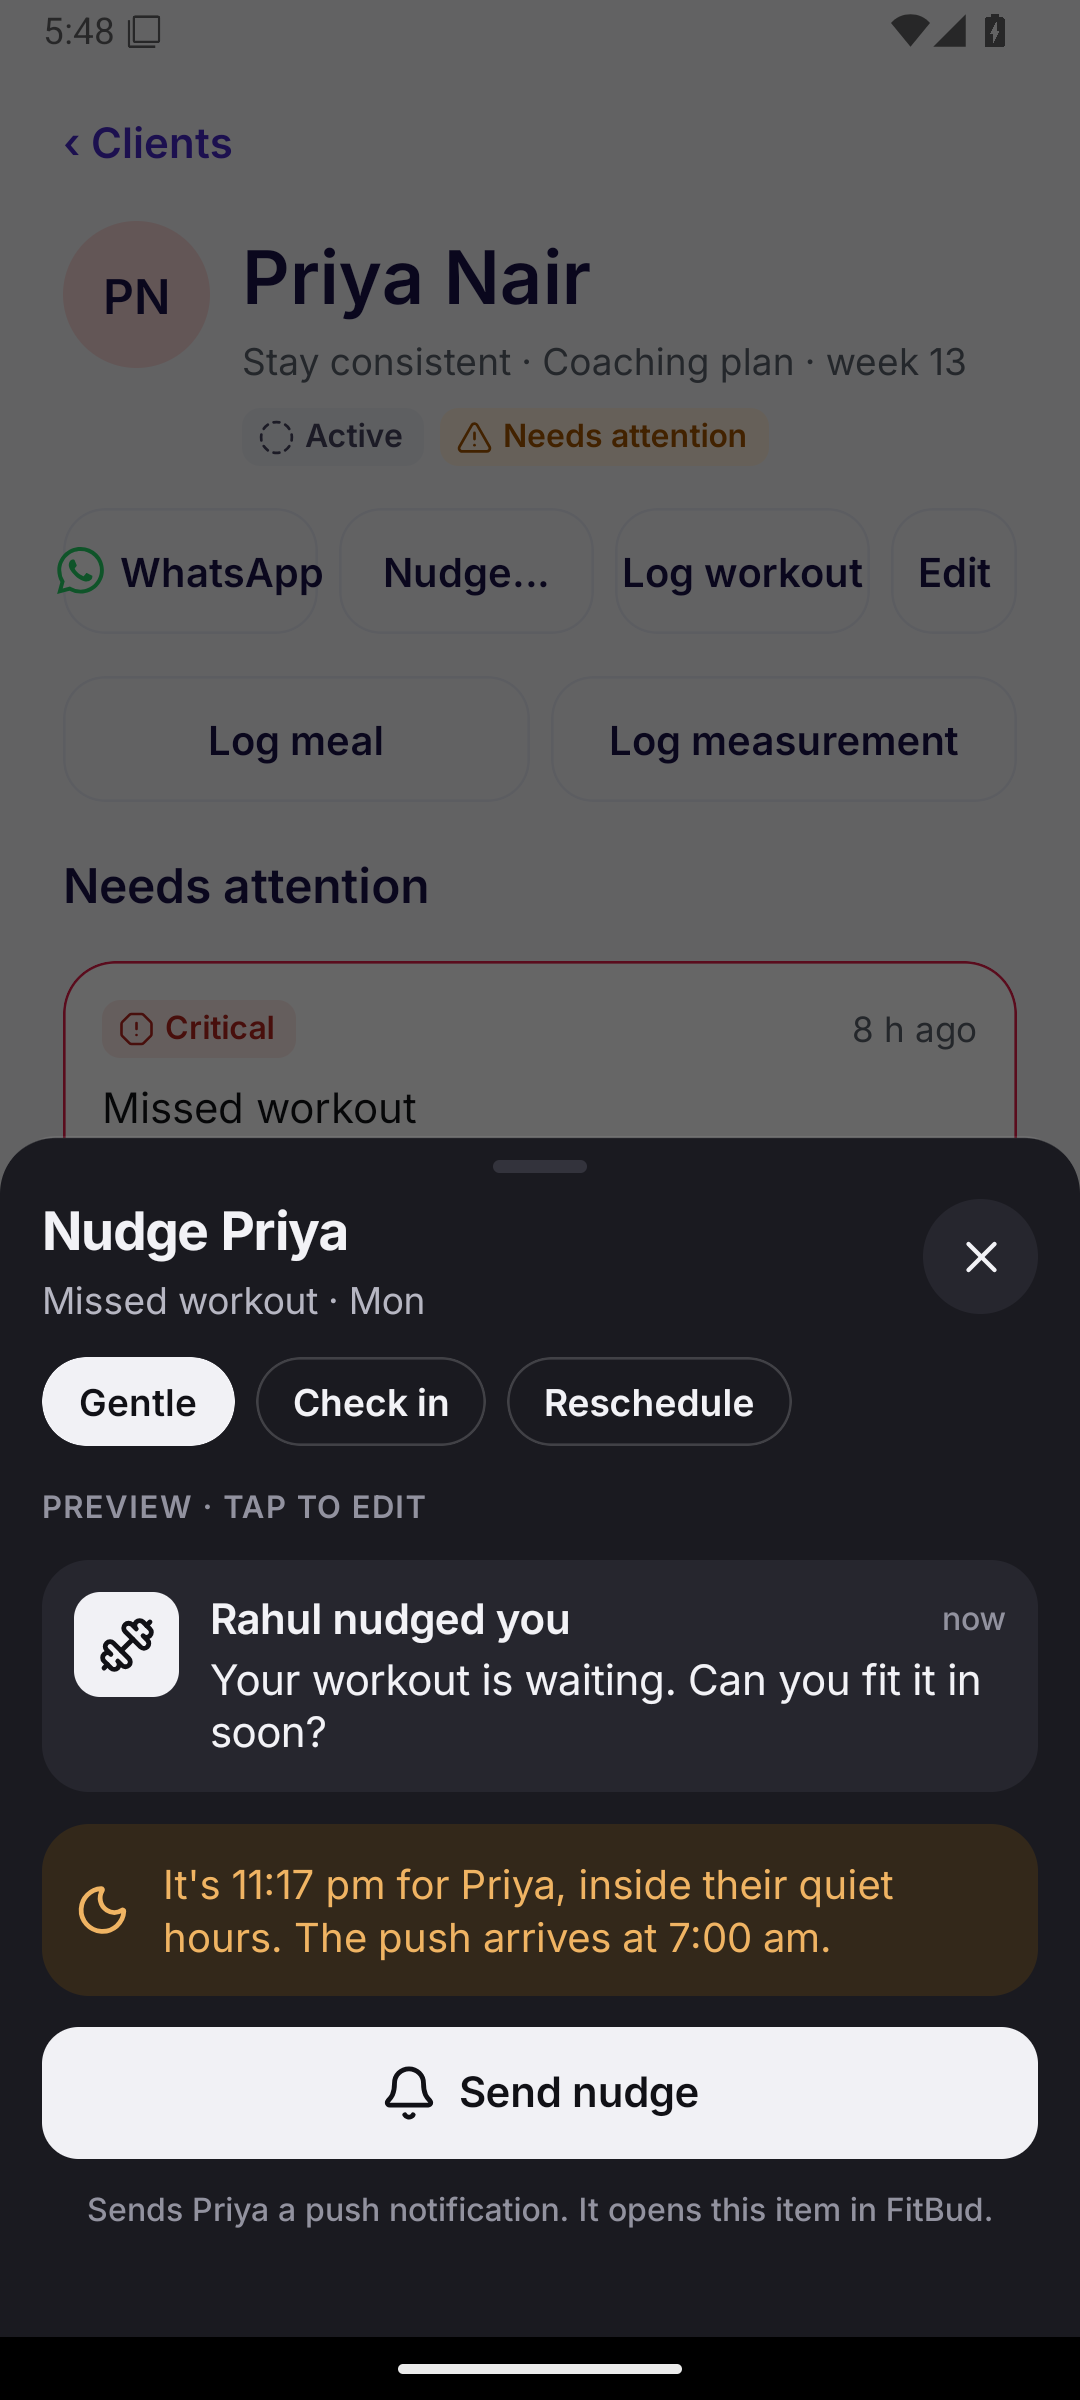 5:48
‹ Clients
PN
Priya Nair
Stay consistent · Coaching plan · week 13
Active
Needs attention
WhatsApp
Nudge...
Log workout
Edit
Log meal
Log measurement
Needs attention
Critical
8 h ago
Missed workout
Nudge Priya
Missed workout · Mon
Gentle
Check in
Reschedule
PREVIEW · TAP TO EDIT
Rahul nudged you
now
Your workout is waiting. Can you fit it in
soon?
It's 11:17 pm for Priya, inside their quiet
hours. The push arrives at 7:00 am.
Send nudge
Sends Priya a push notification. It opens this item in FitBud.